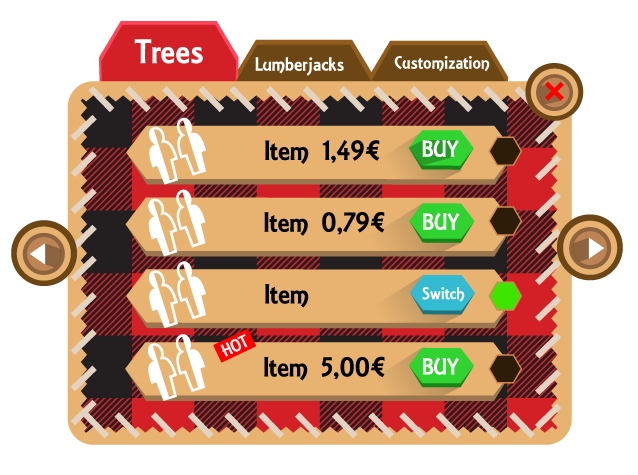 Trees
Lumberjacks
Customization
Item 1,49€ BUY
Item 0,79€ BUY
Item Switch
HOT
Item 5,00€ BUY